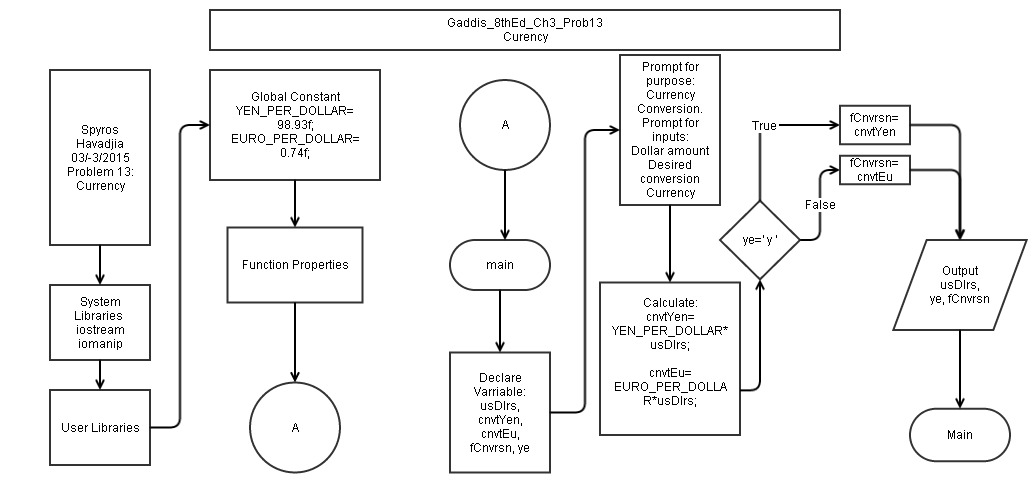 Gaddis_8thEd_Ch3_Prob13
Curency
Spyros
Havadjia
03/-3/2015
Problem 13:
Currency
System
Libraries
iostream
iomanip
User Libraries
Global Constant
YEN_PER_DOLLAR=
98.93f;
EURO_PER_DOLLAR=
0.74f;
Function Properties
A
A
main
Declare
Varriable:
usDlrs,
cnvtYen,
cnvtEu,
fCnvrsn, ye
Prompt for
purpose:
Currency
Conversion.
Prompt for
inputs:
Dollar amount
Desired
conversion
Currency
Calculate:
cnvtYen=
YEN_PER_DOLLAR*
usDlrs;
cnvtEu=
EURO_PER_DOLLA
R*usDlrs;
ye='y '
True
False
fCnvrsn=
cnvtYen
fCnvrsn=
cnvtEu
Output
usDlrs,
ye, fCnvrsn
Main